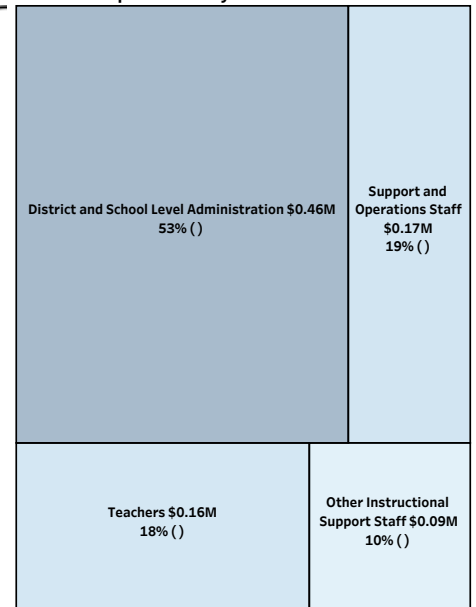 District and School Level Administration $0.46M
53% ( )
Support and
Operations Staff
$0.17M
19% ( )
Teachers $0.16M
18% ( )
Other Instructional
Support Staff $0.09M
10% ( )